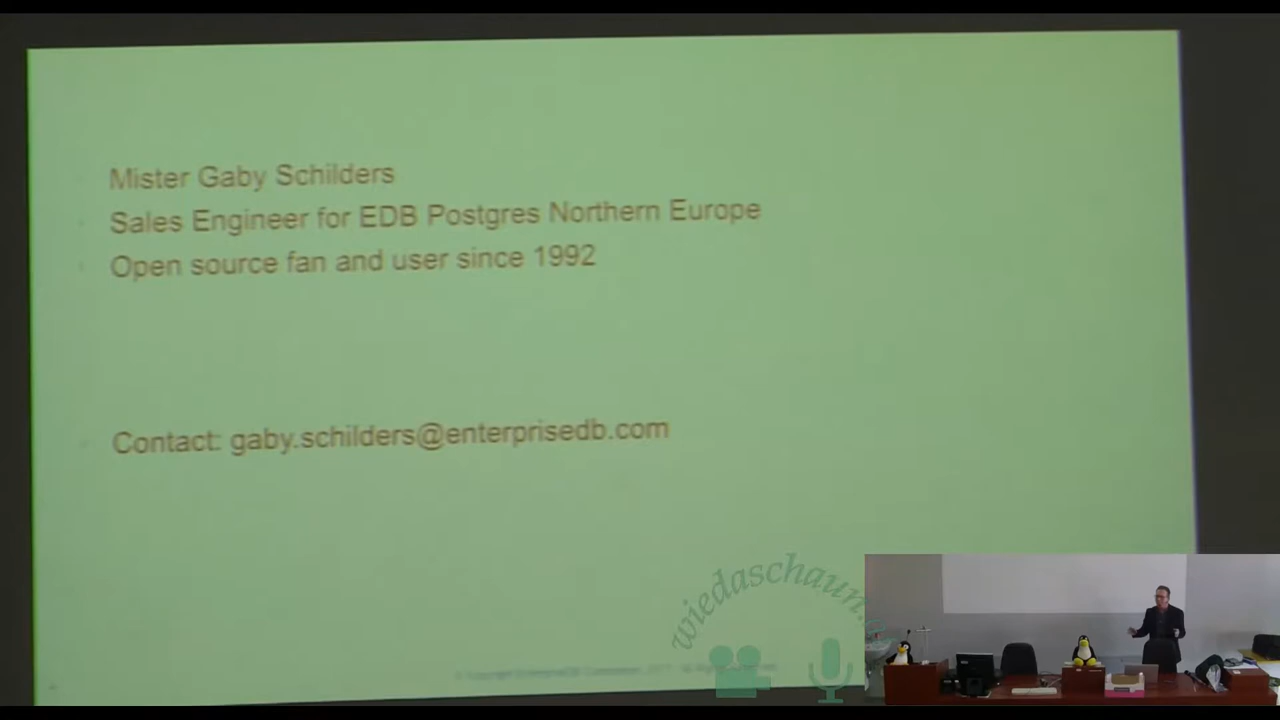 Mister Gaby Schilders
Sales Engineer for EDB Postgres Northern Europe
Open source fan and user since 1992
Contact: gaby.schilders@enterprisedb.com
wiedaschaun.